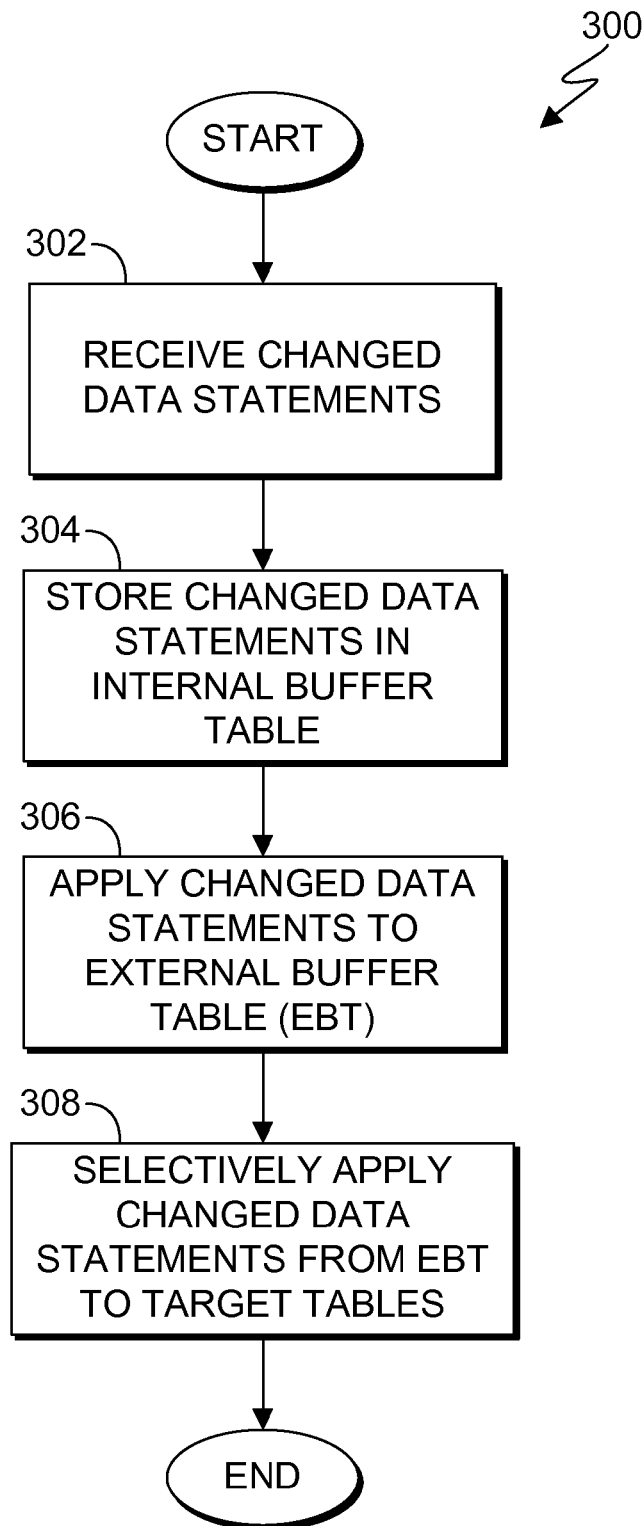 300
START
302
RECEIVE CHANGED
DATA STATEMENTS
304
STORE CHANGED DATA
STATEMENTS IN
INTERNAL BUFFER
TABLE
306
APPLY CHANGED DATA
STATEMENTS TO
EXTERNAL BUFFER
TABLE (EBT)
308
SELECTIVELY APPLY
CHANGED DATA
STATEMENTS FROM EBT
TO TARGET TABLES
END